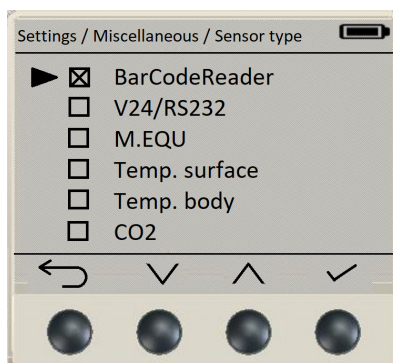 Settings / Miscellaneous / Sensor type
BarCodeReader
V24/RS232
M.EQU
Temp. surface
Temp. body
CO2